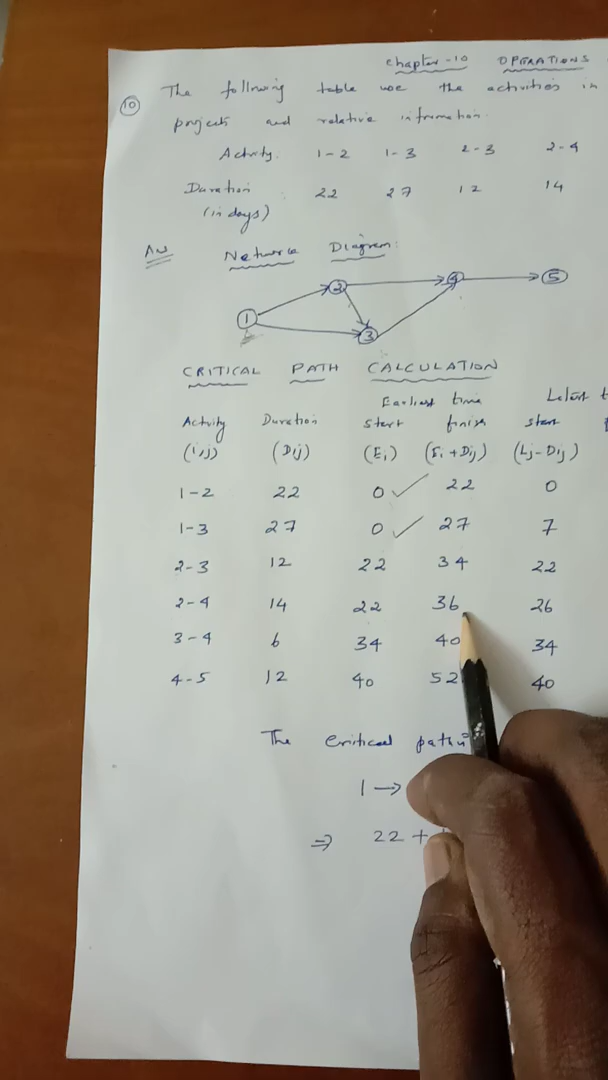 Chapter-10 OPERATIONS
10 The following table use the activities in
projects and relative information.
Activity. 1-2 1-3 2-3 2-4
Duration : 22 27 12 14
(in days)
Ans Network Diagram:
1 2 3 4 5
CRITICAL PATH CALCULATION
Earliest time Latest t
Activity Duration start finish start
(i,j) (Dij) (Ei) (Ei+Dij) (Lj-Dij)
1-2 22 0 ✓ 22 0
1-3 27 0 ✓ 27 7
2-3 12 22 34 22
2-4 14 22 36 26
3-4 6 34 40 34
4-5 12 40 52 40
The critical path is
1 →
⇒ 22 +